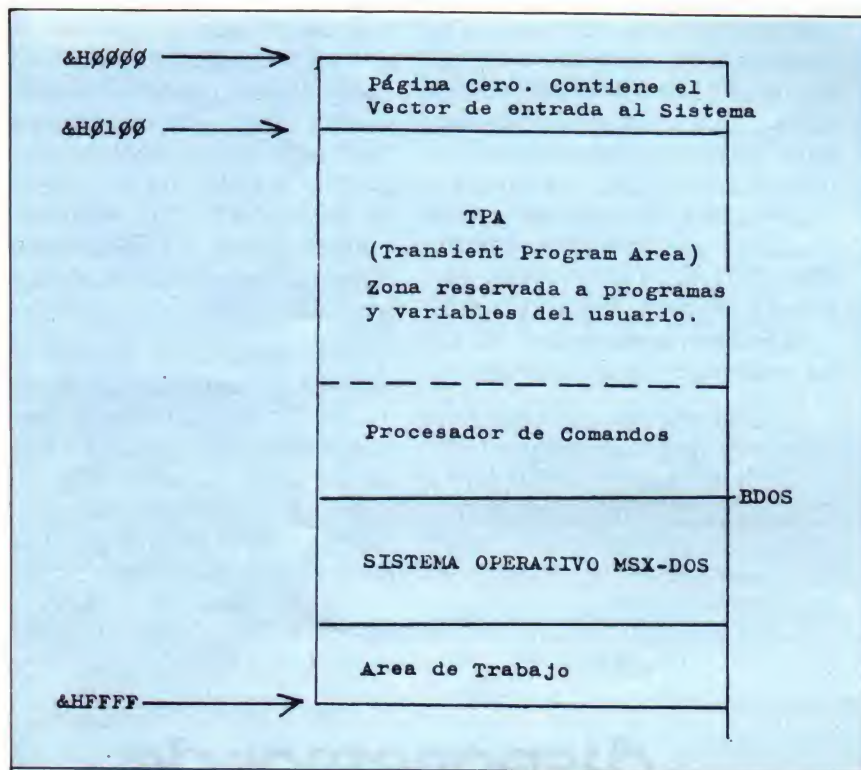 &HØØØØ
Página Cero. Contiene el
Vector de entrada al Sistema
&HØ1ØØ
TPA
(Transient Program Area)
Zona reservada a programas
y variables del usuario.
Procesador de Comandos
BDOS
SISTEMA OPERATIVO MSX-DOS
Area de Trabajo
&HFFFF